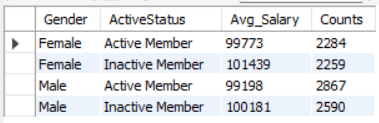 Gender ActiveStatus Avg_Salary Counts
Female Active Member 99773 2284
Female Inactive Member 101439 2259
Male Active Member 99198 2867
Male Inactive Member 100181 2590